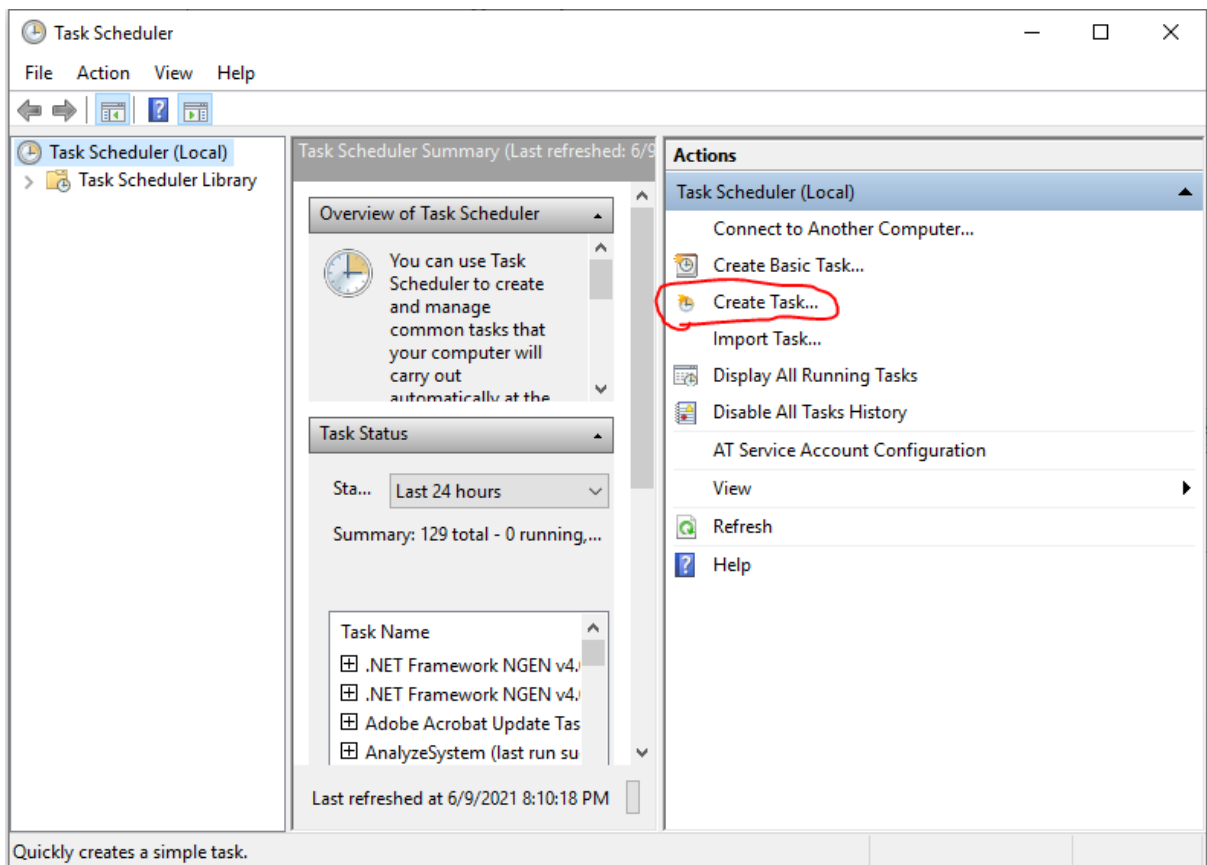 Task Scheduler
File Action View Help
Task Scheduler (Local)
Task Scheduler Library
Task Scheduler Summary (Last refreshed: 6/9
Overview of Task Scheduler
You can use Task
Scheduler to create
and manage
common tasks that
your computer will
carry out
automatically at the
Task Status
Sta... Last 24 hours
Summary: 129 total - 0 running,...
Task Name
.NET Framework NGEN v4.
.NET Framework NGEN v4.
Adobe Acrobat Update Tas
AnalyzeSystem (last run su
Last refreshed at 6/9/2021 8:10:18 PM
Actions
Task Scheduler (Local)
Connect to Another Computer...
Create Basic Task...
Create Task...
Import Task...
Display All Running Tasks
Disable All Tasks History
AT Service Account Configuration
View
Refresh
Help
Quickly creates a simple task.